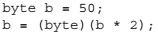 byte b = 50;
b = (byte)(b * 2);